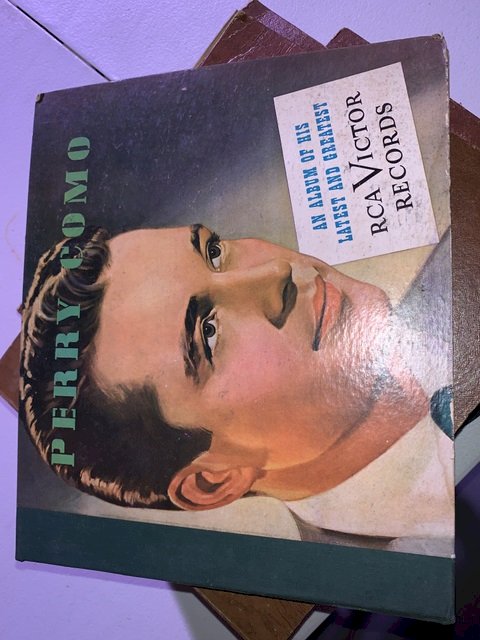 PERRY COMO
AN ALBUM OF HIS
LATEST AND GREATEST
RCA VICTOR
RECORDS